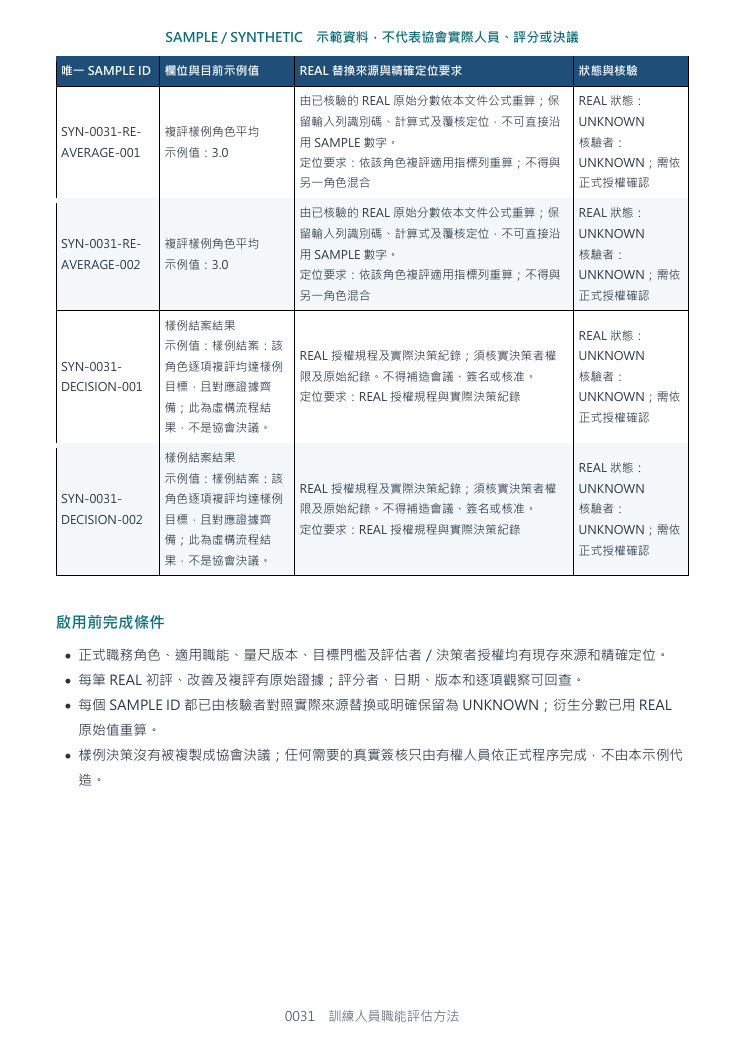 SAMPLE / SYNTHETIC　示範資料，不代表協會實際人員、評分或決議
唯一 SAMPLE ID
欄位與目前示例值
REAL 替換來源與精確定位要求
狀態與核驗
SYN-0031-RE-
AVERAGE-001
複評樣例角色平均
示例值：3.0
由已核驗的 REAL 原始分數依本文件公式重算；保
留輸入列識別碼、計算式及覆核定位，不可直接沿
用 SAMPLE 數字。
定位要求：依該角色複評適用指標列重算；不得與
另一角色混合
REAL 狀態：
UNKNOWN
核驗者：
UNKNOWN；需依
正式授權確認
SYN-0031-RE-
AVERAGE-002
複評樣例角色平均
示例值：3.0
由已核驗的 REAL 原始分數依本文件公式重算；保
留輸入列識別碼、計算式及覆核定位，不可直接沿
用 SAMPLE 數字。
定位要求：依該角色複評適用指標列重算；不得與
另一角色混合
REAL 狀態：
UNKNOWN
核驗者：
UNKNOWN；需依
正式授權確認
SYN-0031-
DECISION-001
樣例結案結果
示例值：樣例結案：該
角色逐項複評均達樣例
目標，且對應證據齊
備；此為虛構流程結
果，不是協會決議。
REAL 授權規程及實際決策紀錄；須核實決策者權
限及原始紀錄。不得補造會議、簽名或核准。
定位要求：REAL 授權規程與實際決策紀錄
REAL 狀態：
UNKNOWN
核驗者：
UNKNOWN；需依
正式授權確認
SYN-0031-
DECISION-002
樣例結案結果
示例值：樣例結案：該
角色逐項複評均達樣例
目標，且對應證據齊
備；此為虛構流程結
果，不是協會決議。
REAL 授權規程及實際決策紀錄；須核實決策者權
限及原始紀錄。不得補造會議、簽名或核准。
定位要求：REAL 授權規程與實際決策紀錄
REAL 狀態：
UNKNOWN
核驗者：
UNKNOWN；需依
正式授權確認
啟用前完成條件
• 正式職務角色、適用職能、量尺版本、目標門檻及評估者 / 決策者授權均有現存來源和精確定位。
• 每筆 REAL 初評、改善及複評有原始證據；評分者、日期、版本和逐項觀察可回查。
• 每個 SAMPLE ID 都已由核驗者對照實際來源替換或明確保留為 UNKNOWN；衍生分數已用 REAL
原始值重算。
• 樣例決策沒有被複製成協會決議；任何需要的真實簽核只由有權人員依正式程序完成，不由本示例代
造。
0031　訓練人員職能評估方法